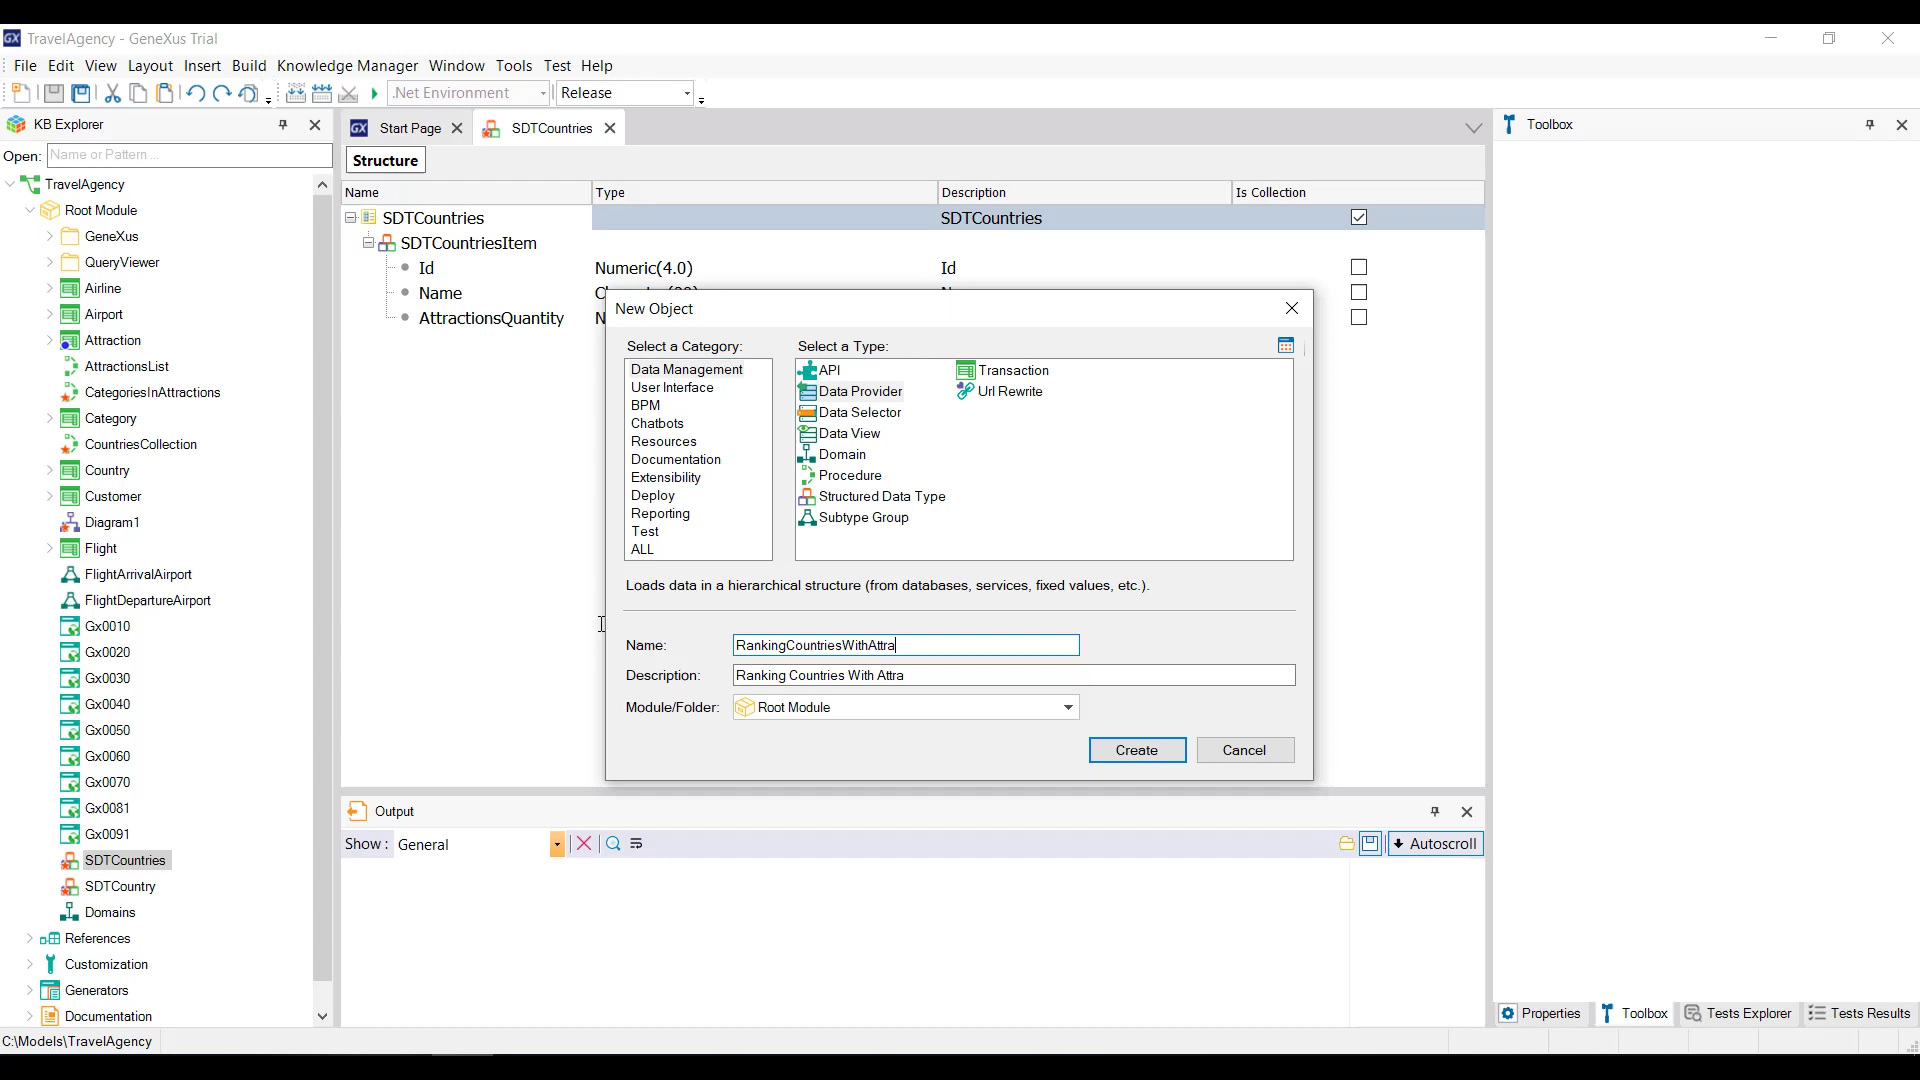 TravelAgency - GeneXus Trial
File Edit View Layout Insert Build Knowledge Manager Window Tools Test Help
.Net Environment Release
KB Explorer
Open: Name or Pattern ...
TravelAgency
Root Module
GeneXus
QueryViewer
Airline
Airport
Attraction
AttractionsList
CategoriesInAttractions
Category
CountriesCollection
Country
Customer
Diagram1
Flight
FlightArrivalAirport
FlightDepartureAirport
Gx0010
Gx0020
Gx0030
Gx0040
Gx0050
Gx0060
Gx0070
Gx0081
Gx0091
SDTCountries
SDTCountry
Domains
References
Customization
Generators
Documentation
Start Page SDTCountries
Structure
Name Type Description Is Collection
SDTCountries SDTCountries
SDTCountriesItem
Id Numeric(4.0) Id
Name
AttractionsQuantity N
New Object
Select a Category:
Data Management
User Interface
BPM
Chatbots
Resources
Documentation
Extensibility
Deploy
Reporting
Test
ALL
Select a Type:
API
Data Provider
Data Selector
Data View
Domain
Procedure
Structured Data Type
Subtype Group
Transaction
Url Rewrite
Loads data in a hierarchical structure (from databases, services, fixed values, etc.).
Name: RankingCountriesWithAttra
Description: Ranking Countries With Attra
Module/Folder: Root Module
Create Cancel
Output
Show : General Autoscroll
Toolbox
Properties Toolbox Tests Explorer Tests Results
C:\Models\TravelAgency